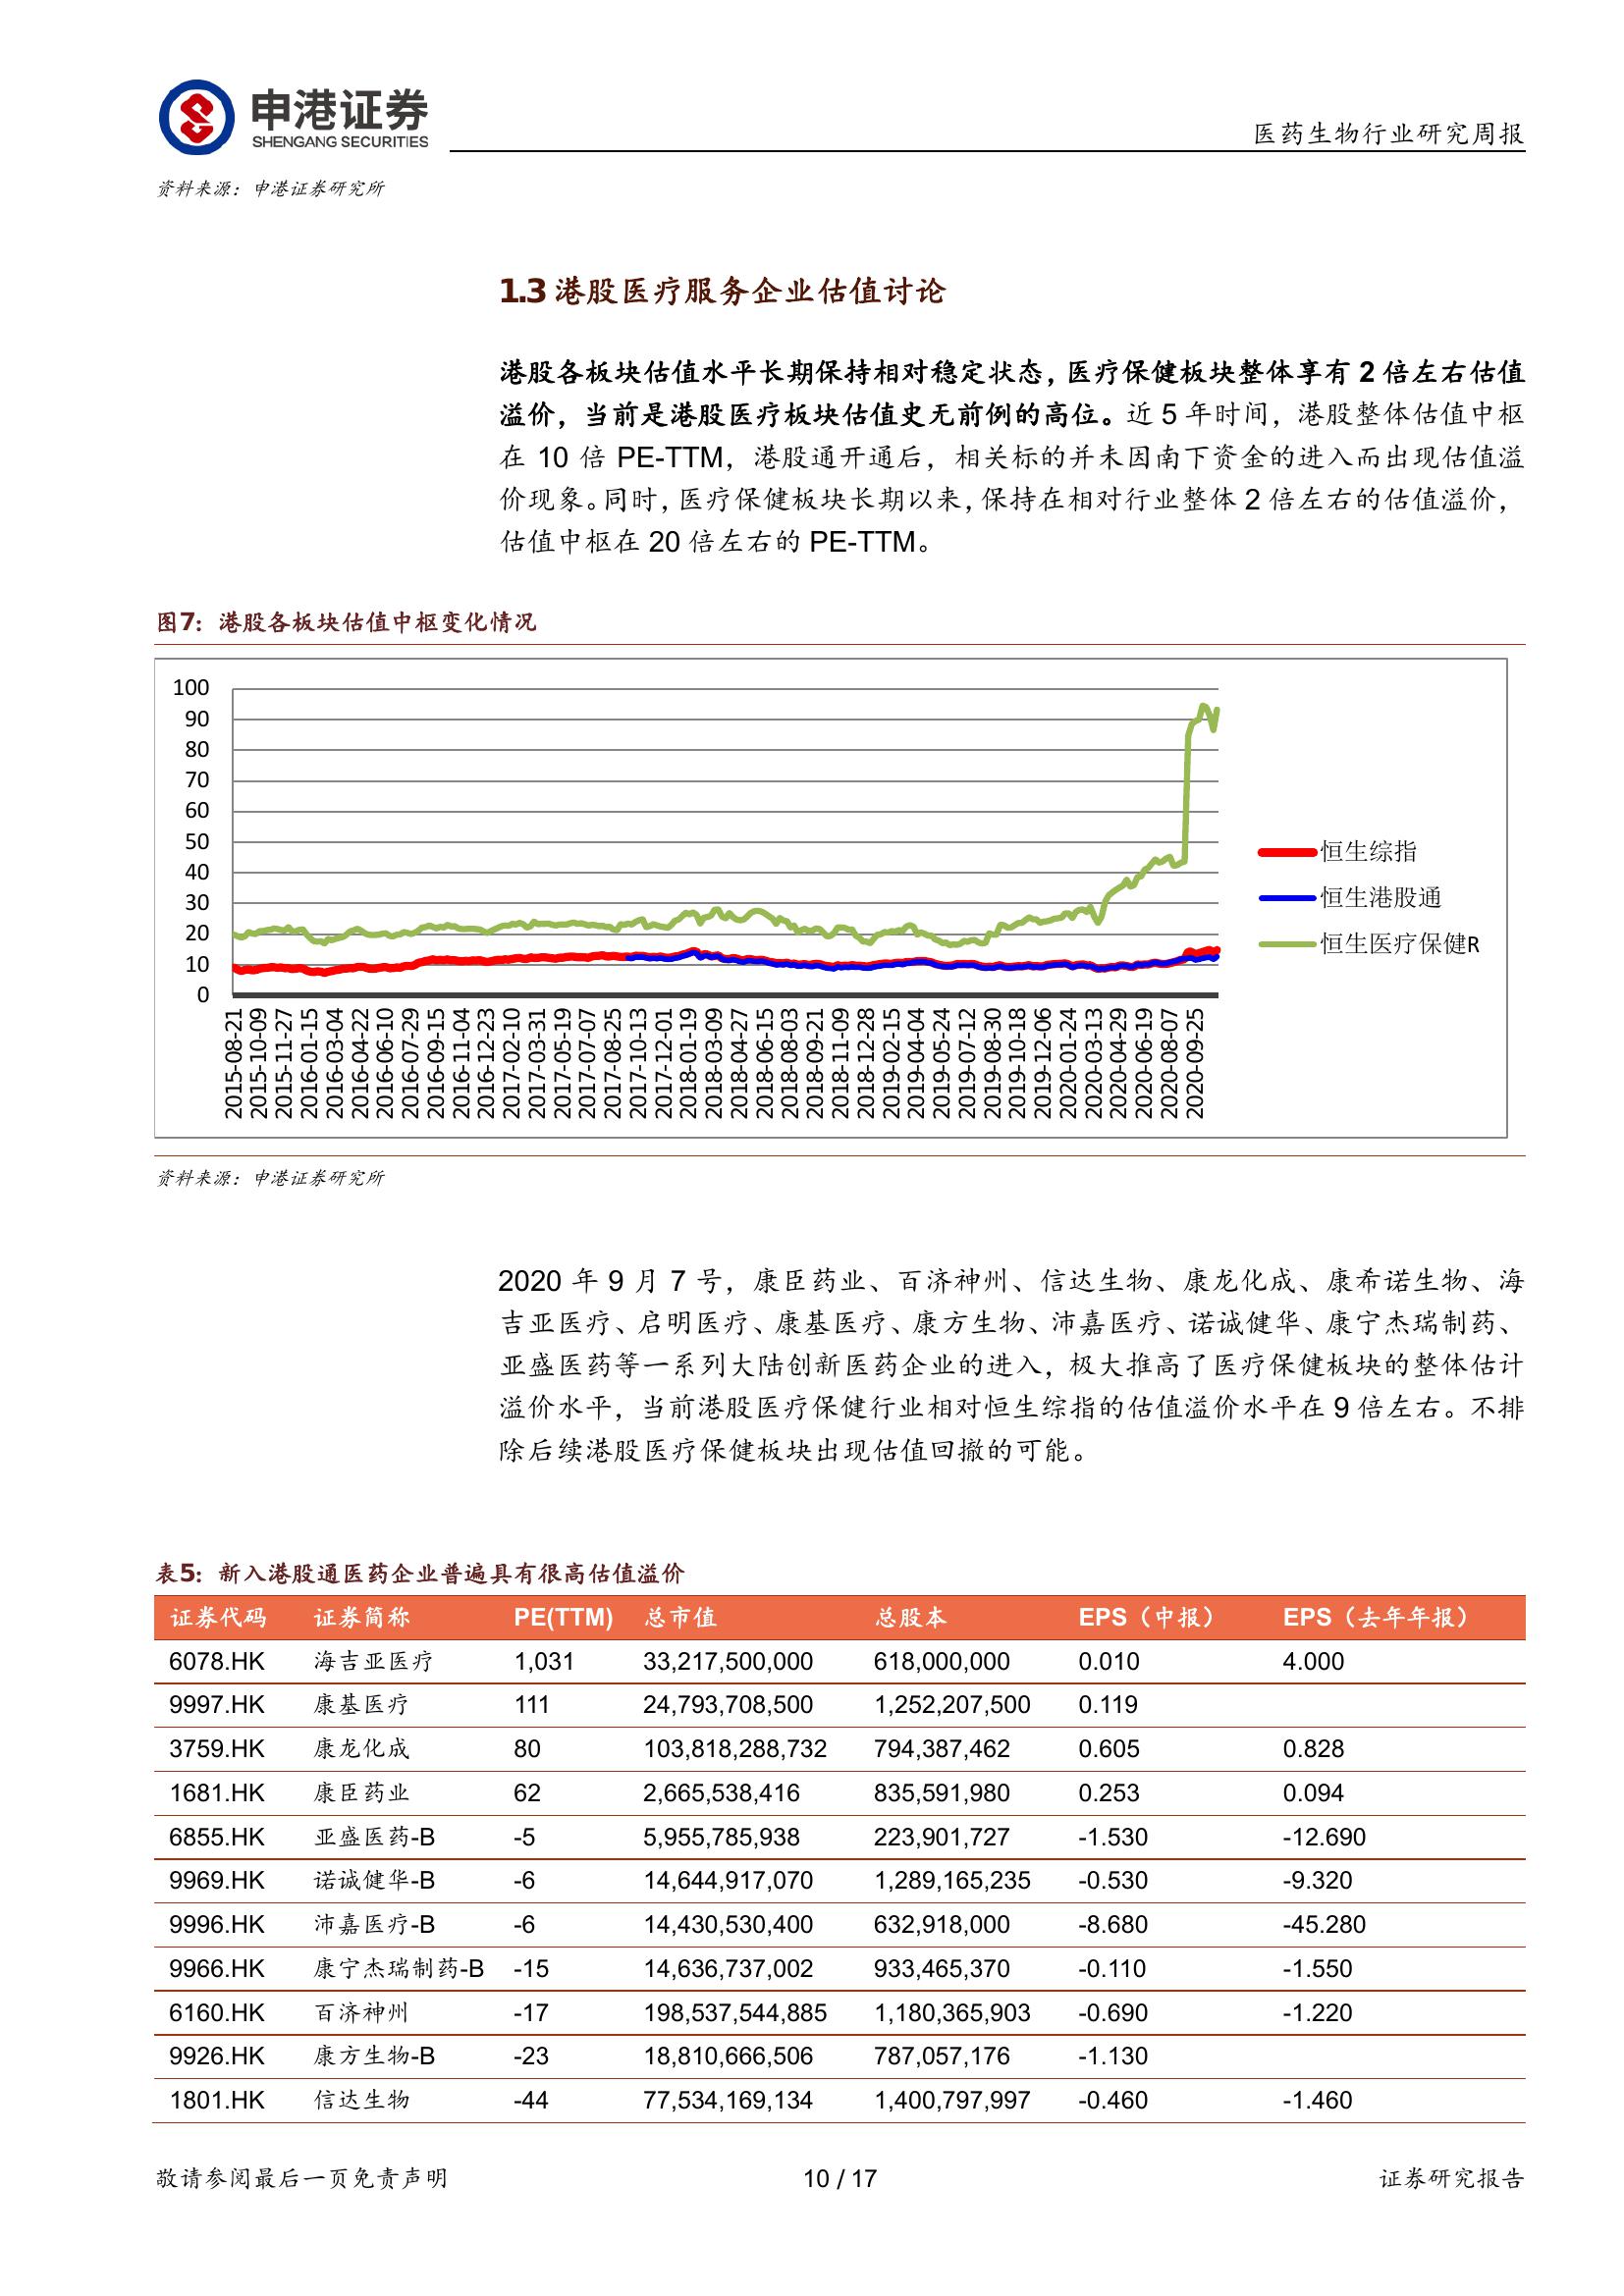 申港证券
SHENGANG SECURITIES
医药生物行业研究周报
资料来源：申港证券研究所
1.3 港股医疗服务企业估值讨论
港股各板块估值水平长期保持相对稳定状态，医疗保健板块整体享有 2 倍左右估值
溢价，当前是港股医疗板块估值史无前例的高位。近 5 年时间，港股整体估值中枢
在 10 倍 PE-TTM，港股通开通后，相关标的并未因南下资金的进入而出现估值溢
价现象。同时，医疗保健板块长期以来，保持在相对行业整体 2 倍左右的估值溢价，
估值中枢在 20 倍左右的 PE-TTM。
图7：港股各板块估值中枢变化情况
100
90
80
70
60
50
40
30
20
10
0
恒生综指
恒生港股通
恒生医疗保健R
2015-08-21
2015-10-09
2015-11-27
2016-01-15
2016-03-04
2016-04-22
2016-06-10
2016-07-29
2016-09-15
2016-11-04
2016-12-23
2017-02-10
2017-03-31
2017-05-19
2017-07-07
2017-08-25
2017-10-13
2017-12-01
2018-01-19
2018-03-09
2018-04-27
2018-06-15
2018-08-03
2018-09-21
2018-11-09
2018-12-28
2019-02-15
2019-04-04
2019-05-24
2019-07-12
2019-08-30
2019-10-18
2019-12-06
2020-01-24
2020-03-13
2020-04-29
2020-06-19
2020-08-07
2020-09-25
资料来源：申港证券研究所
2020 年 9 月 7 号，康臣药业、百济神州、信达生物、康龙化成、康希诺生物、海
吉亚医疗、启明医疗、康基医疗、康方生物、沛嘉医疗、诺诚健华、康宁杰瑞制药、
亚盛医药等一系列大陆创新医药企业的进入，极大推高了医疗保健板块的整体估计
溢价水平，当前港股医疗保健行业相对恒生综指的估值溢价水平在 9 倍左右。不排
除后续港股医疗保健板块出现估值回撤的可能。
表5：新入港股通医药企业普遍具有很高估值溢价
证券代码 证券简称 PE(TTM) 总市值 总股本 EPS（中报） EPS（去年年报）
6078.HK 海吉亚医疗 1,031 33,217,500,000 618,000,000 0.010 4.000
9997.HK 康基医疗 111 24,793,708,500 1,252,207,500 0.119
3759.HK 康龙化成 80 103,818,288,732 794,387,462 0.605 0.828
1681.HK 康臣药业 62 2,665,538,416 835,591,980 0.253 0.094
6855.HK 亚盛医药-B -5 5,955,785,938 223,901,727 -1.530 -12.690
9969.HK 诺诚健华-B -6 14,644,917,070 1,289,165,235 -0.530 -9.320
9996.HK 沛嘉医疗-B -6 14,430,530,400 632,918,000 -8.680 -45.280
9966.HK 康宁杰瑞制药-B -15 14,636,737,002 933,465,370 -0.110 -1.550
6160.HK 百济神州 -17 198,537,544,885 1,180,365,903 -0.690 -1.220
9926.HK 康方生物-B -23 18,810,666,506 787,057,176 -1.130
1801.HK 信达生物 -44 77,534,169,134 1,400,797,997 -0.460 -1.460
敬请参阅最后一页免责声明
10 / 17
证券研究报告